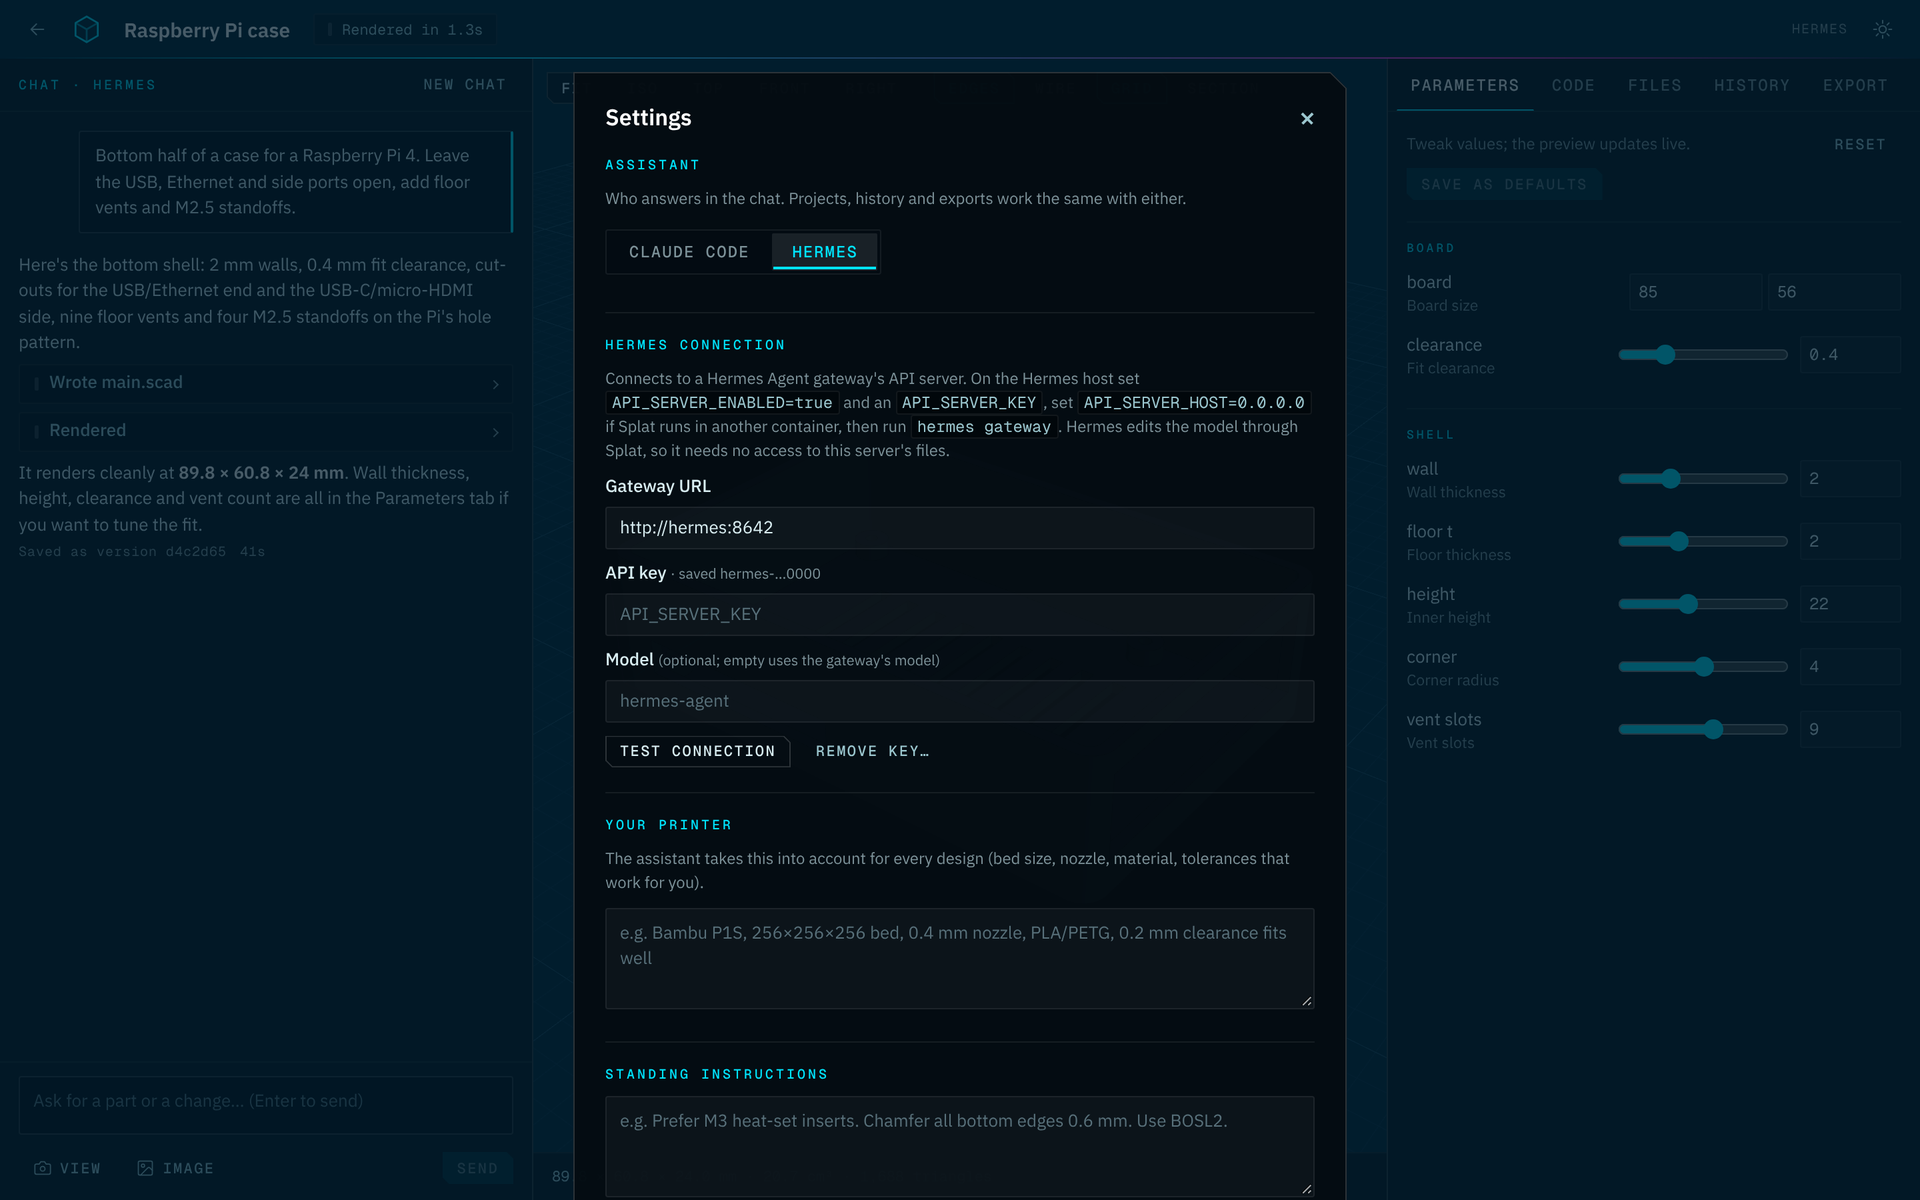 Raspberry Pi case
Rendered in 1.3s
HERMES
CHAT · HERMES
NEW CHAT
Bottom half of a case for a Raspberry Pi 4. Leave
the USB, Ethernet and side ports open, add floor
vents and M2.5 standoffs.
Here's the bottom shell: 2 mm walls, 0.4 mm fit clearance, cut-
outs for the USB/Ethernet end and the USB-C/micro-HDMI
side, nine floor vents and four M2.5 standoffs on the Pi's hole
pattern.
Wrote main.scad
Rendered
It renders cleanly at 89.8 × 60.8 × 24 mm. Wall thickness,
height, clearance and vent count are all in the Parameters tab if
you want to tune the fit.
Saved as version d4c2d65 41s
Ask for a part or a change... (Enter to send)
VIEW
IMAGE
SEND
89
Settings
ASSISTANT
Who answers in the chat. Projects, history and exports work the same with either.
CLAUDE CODE
HERMES
HERMES CONNECTION
Connects to a Hermes Agent gateway's API server. On the Hermes host set
API_SERVER_ENABLED=true and an API_SERVER_KEY, set API_SERVER_HOST=0.0.0.0
if Splat runs in another container, then run hermes gateway. Hermes edits the model through
Splat, so it needs no access to this server's files.
Gateway URL
http://hermes:8642
API key · saved hermes-…0000
API_SERVER_KEY
Model (optional; empty uses the gateway's model)
hermes-agent
TEST CONNECTION
REMOVE KEY…
YOUR PRINTER
The assistant takes this into account for every design (bed size, nozzle, material, tolerances that
work for you).
e.g. Bambu P1S, 256×256×256 bed, 0.4 mm nozzle, PLA/PETG, 0.2 mm clearance fits
well
STANDING INSTRUCTIONS
e.g. Prefer M3 heat-set inserts. Chamfer all bottom edges 0.6 mm. Use BOSL2.
PARAMETERS
CODE
FILES
HISTORY
EXPORT
Tweak values; the preview updates live.
RESET
SAVE AS DEFAULTS
BOARD
board
Board size
85
56
clearance
Fit clearance
0.4
SHELL
wall
Wall thickness
2
floor t
Floor thickness
2
height
Inner height
22
corner
Corner radius
4
vent slots
Vent slots
9